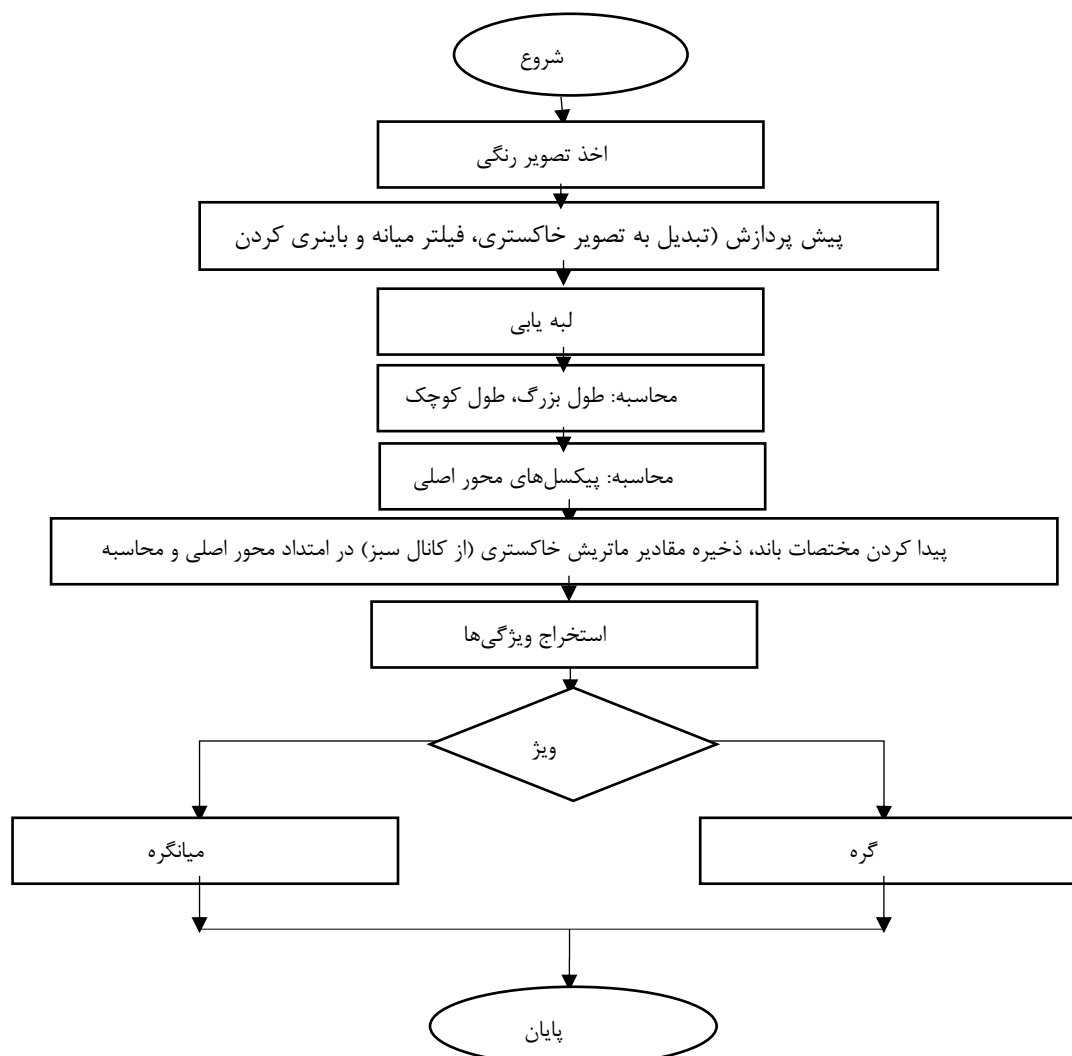 شروع
اخذ تصویر رنگی
پیش پردازش (تبدیل به تصویر خاکستری، فیلتر میانه و باینری کردن
لبه یابی
محاسبه: طول بزرگ، طول کوچک
محاسبه: پیکسل‌های محور اصلی
پیدا کردن مختصات باند، ذخیره مقادیر ماتریش خاکستری (از کانال سبز) در امتداد محور اصلی و محاسبه
استخراج ویژگی‌ها
ویژ
میانگره
گره
پایان